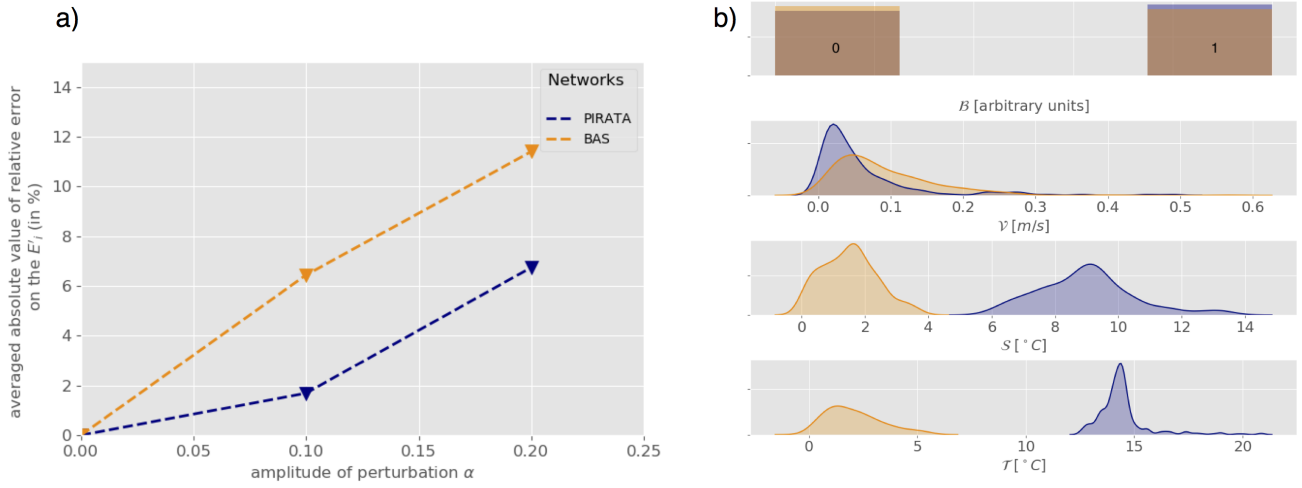 a)
averaged absolute value of relative error
on the E'ᵢ (in %)
14
12
10
8
6
4
2
0
0.00 0.05 0.10 0.15 0.20 0.25
amplitude of perturbation α
Networks
PIRATA
BAS
b)
0 1
ℬ [arbitrary units]
0.0 0.1 0.2 0.3 0.4 0.5 0.6
𝒱 [m/s]
0 2 4 6 8 10 12 14
𝒮 [°C]
0 5 10 15 20
𝒯 [°C]